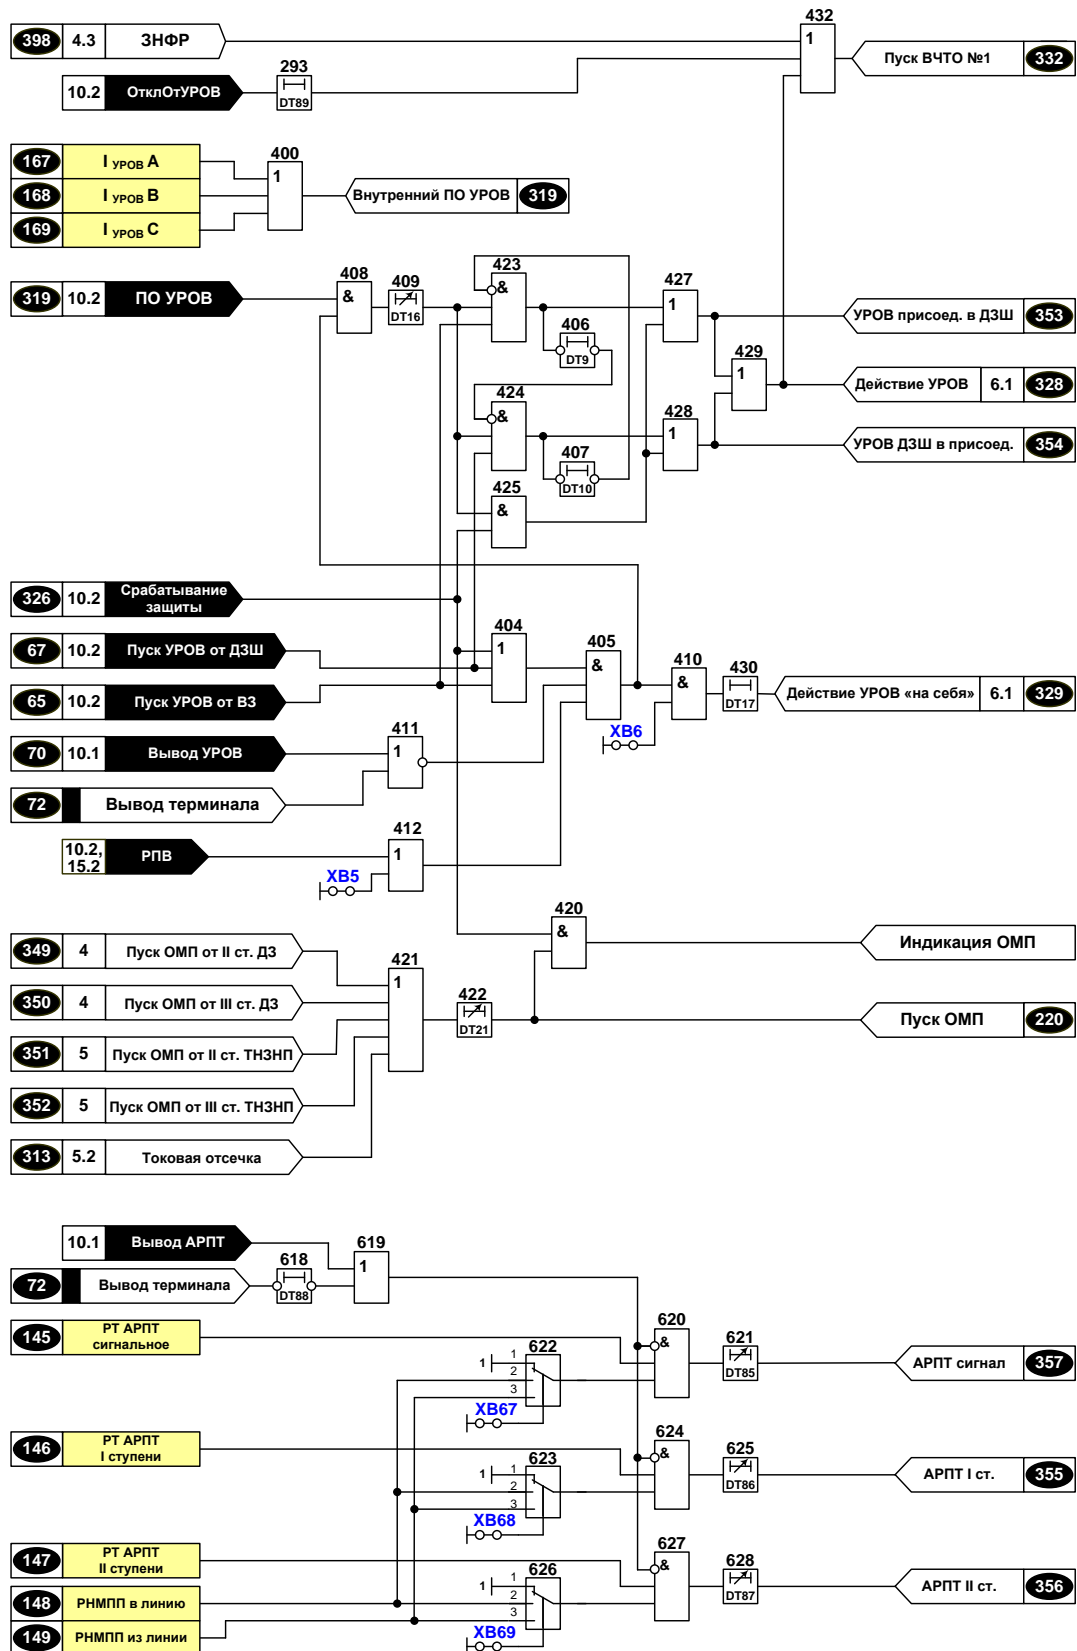 432
398 4.3 ЗНФР
1
Пуск ВЧТО №1 332
293
10.2 ОтклОтУРОВ
DT89
167 I УРОВ А
400
168 I УРОВ В
1
Внутренний ПО УРОВ 319
169 I УРОВ С
423
408
409
427
319 10.2 ПО УРОВ
&
DT16
&
1
УРОВ присоед. в ДЗШ 353
406
DT9
429
1
Действие УРОВ 6.1 328
424
&
428
1
УРОВ ДЗШ в присоед. 354
407
DT10
425
&
326 10.2 Срабатывание
защиты
404
405
67 10.2 Пуск УРОВ от ДЗШ
1
&
410
430
65 10.2 Пуск УРОВ от ВЗ
&
DT17
Действие УРОВ «на себя» 6.1 329
XB6
411
70 10.1 Вывод УРОВ
1
72 Вывод терминала
412
10.2,
15.2
РПВ
1
XB5
420
&
Индикация ОМП
349 4 Пуск ОМП от II ст. ДЗ
421
1
350 4 Пуск ОМП от III ст. ДЗ
422
DT21
Пуск ОМП 220
351 5 Пуск ОМП от II ст. ТНЗНП
352 5 Пуск ОМП от III ст. ТНЗНП
313 5.2 Токовая отсечка
10.1 Вывод АРПТ
619
1
618
72 Вывод терминала
DT88
145 РТ АРПТ
сигнальное
620
&
621
DT85
АРПТ сигнал 357
622
1
1
2
3
XB67
146 РТ АРПТ
I ступени
624
&
625
DT86
АРПТ I ст. 355
623
1
1
2
3
XB68
147 РТ АРПТ
II ступени
627
&
628
DT87
АРПТ II ст. 356
626
1
1
2
3
148 РНМПП в линию
149 РНМПП из линии
XB69